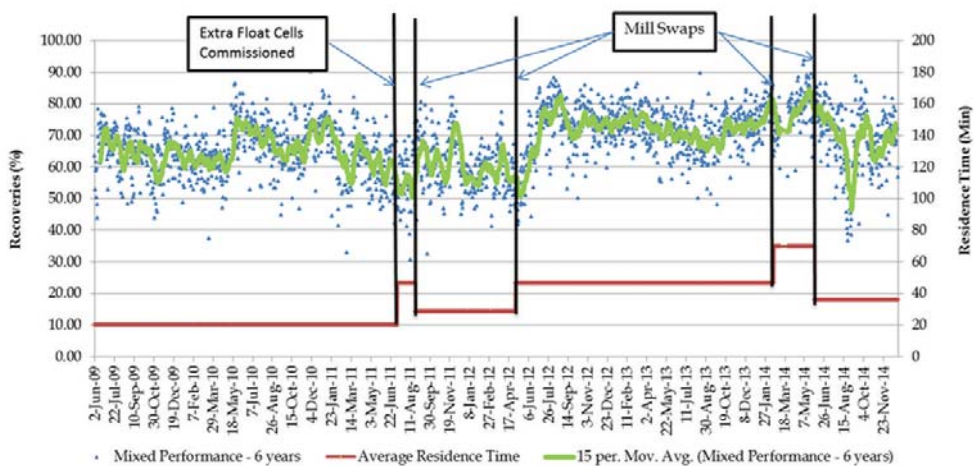 Extra Float Cells
Commissioned
Mill Swaps
Recoveries (%)
100.00
90.00
80.00
70.00
60.00
50.00
40.00
30.00
20.00
10.00
0.00
200
180
160
140
120
100
80
60
40
20
0
Residence Time (Min)
2-Jun-09
22-Jul-09
10-Sep-09
30-Oct-09
19-Dec-09
7-Feb-10
29-Mar-10
18-May-10
7-Jul-10
26-Aug-10
15-Oct-10
4-Dec-10
23-Jan-11
14-Mar-11
3-May-11
22-Jun-11
11-Aug-11
30-Sep-11
19-Nov-11
8-Jan-12
27-Feb-12
17-Apr-12
6-Jun-12
26-Jul-12
14-Sep-12
3-Nov-12
23-Dec-12
11-Feb-13
2-Apr-13
22-May-13
11-Jul-13
30-Aug-13
19-Oct-13
8-Dec-13
27-Jan-14
18-Mar-14
7-May-14
26-Jun-14
15-Aug-14
4-Oct-14
23-Nov-14
Mixed Performance - 6 years
Average Residence Time
15 per. Mov. Avg. (Mixed Performance - 6 years)